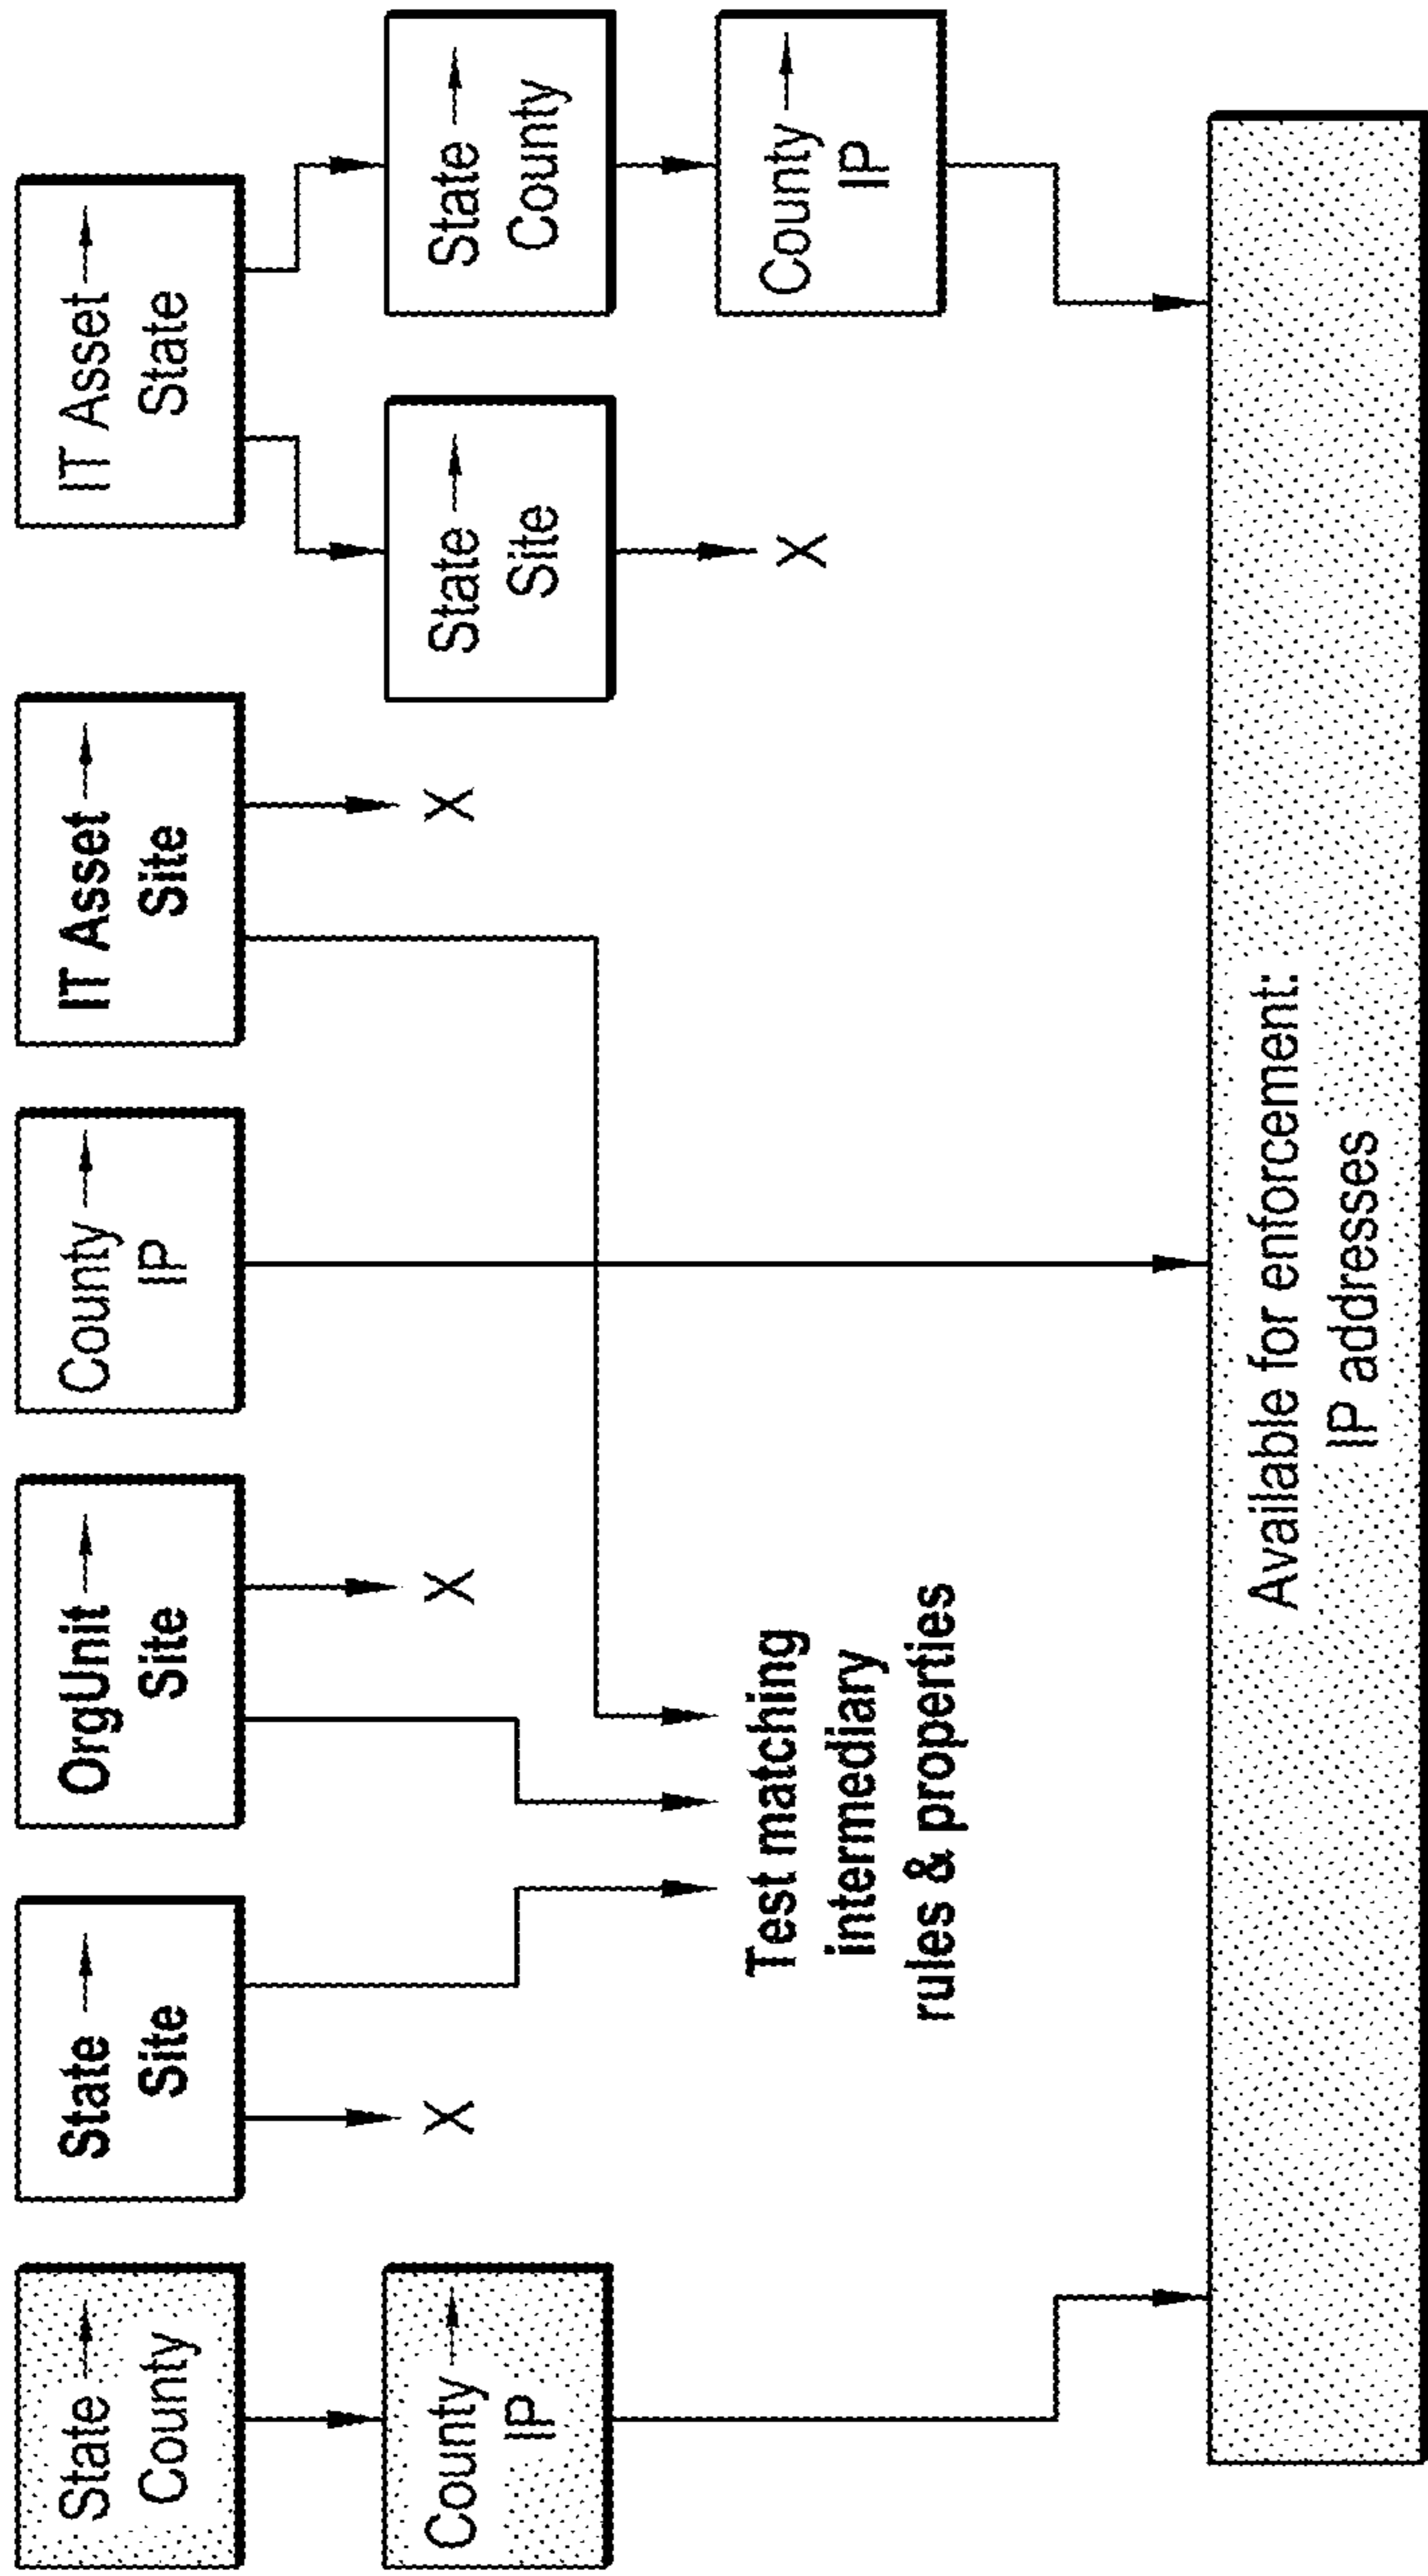 State →
County
State →
Site
OrgUnit →
Site
County →
IP
IT Asset →
Site
IT Asset →
State
County →
IP
X
X
X
State →
Site
State →
County
Test matching
intermediary
rules & properties
X
County →
IP
Available for enforcement:
IP addresses